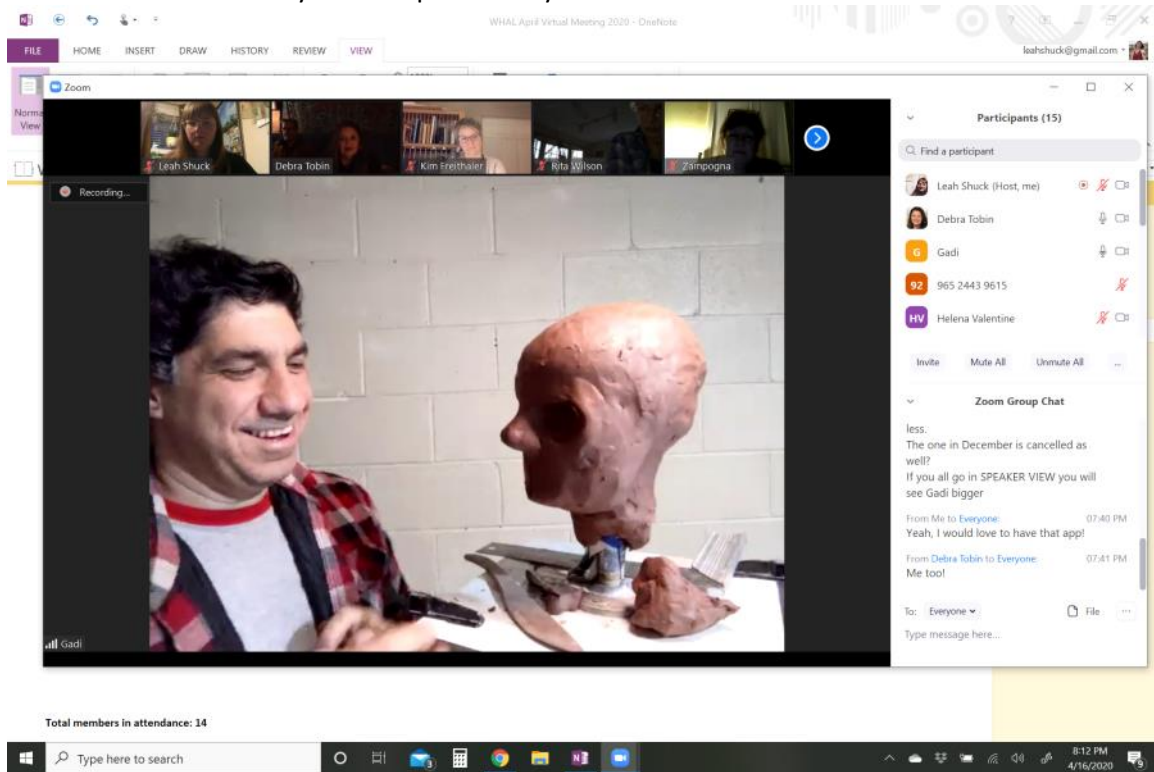 WHAL April Virtual Meeting 2020 - OneNote
FILE HOME INSERT DRAW HISTORY REVIEW VIEW
leahshuck@gmail.com
Normal
View
Zoom
Leah Shuck
Debra Tobin
Kim Freithaler
Rita Wilson
Zampogna
Recording...
Gadi
Participants (15)
Find a participant
Leah Shuck (Host, me)
Debra Tobin
G Gadi
92 965 2443 9615
HV Helena Valentine
Invite Mute All Unmute All ...
Zoom Group Chat
less.
The one in December is cancelled as
well?
If you all go in SPEAKER VIEW you will
see Gadi bigger
From Me to Everyone: 07:40 PM
Yeah, I would love to have that app!
From Debra Tobin to Everyone: 07:41 PM
Me too!
To: Everyone File ...
Type message here...
Total members in attendance: 14
Type here to search
8:12 PM
4/16/2020